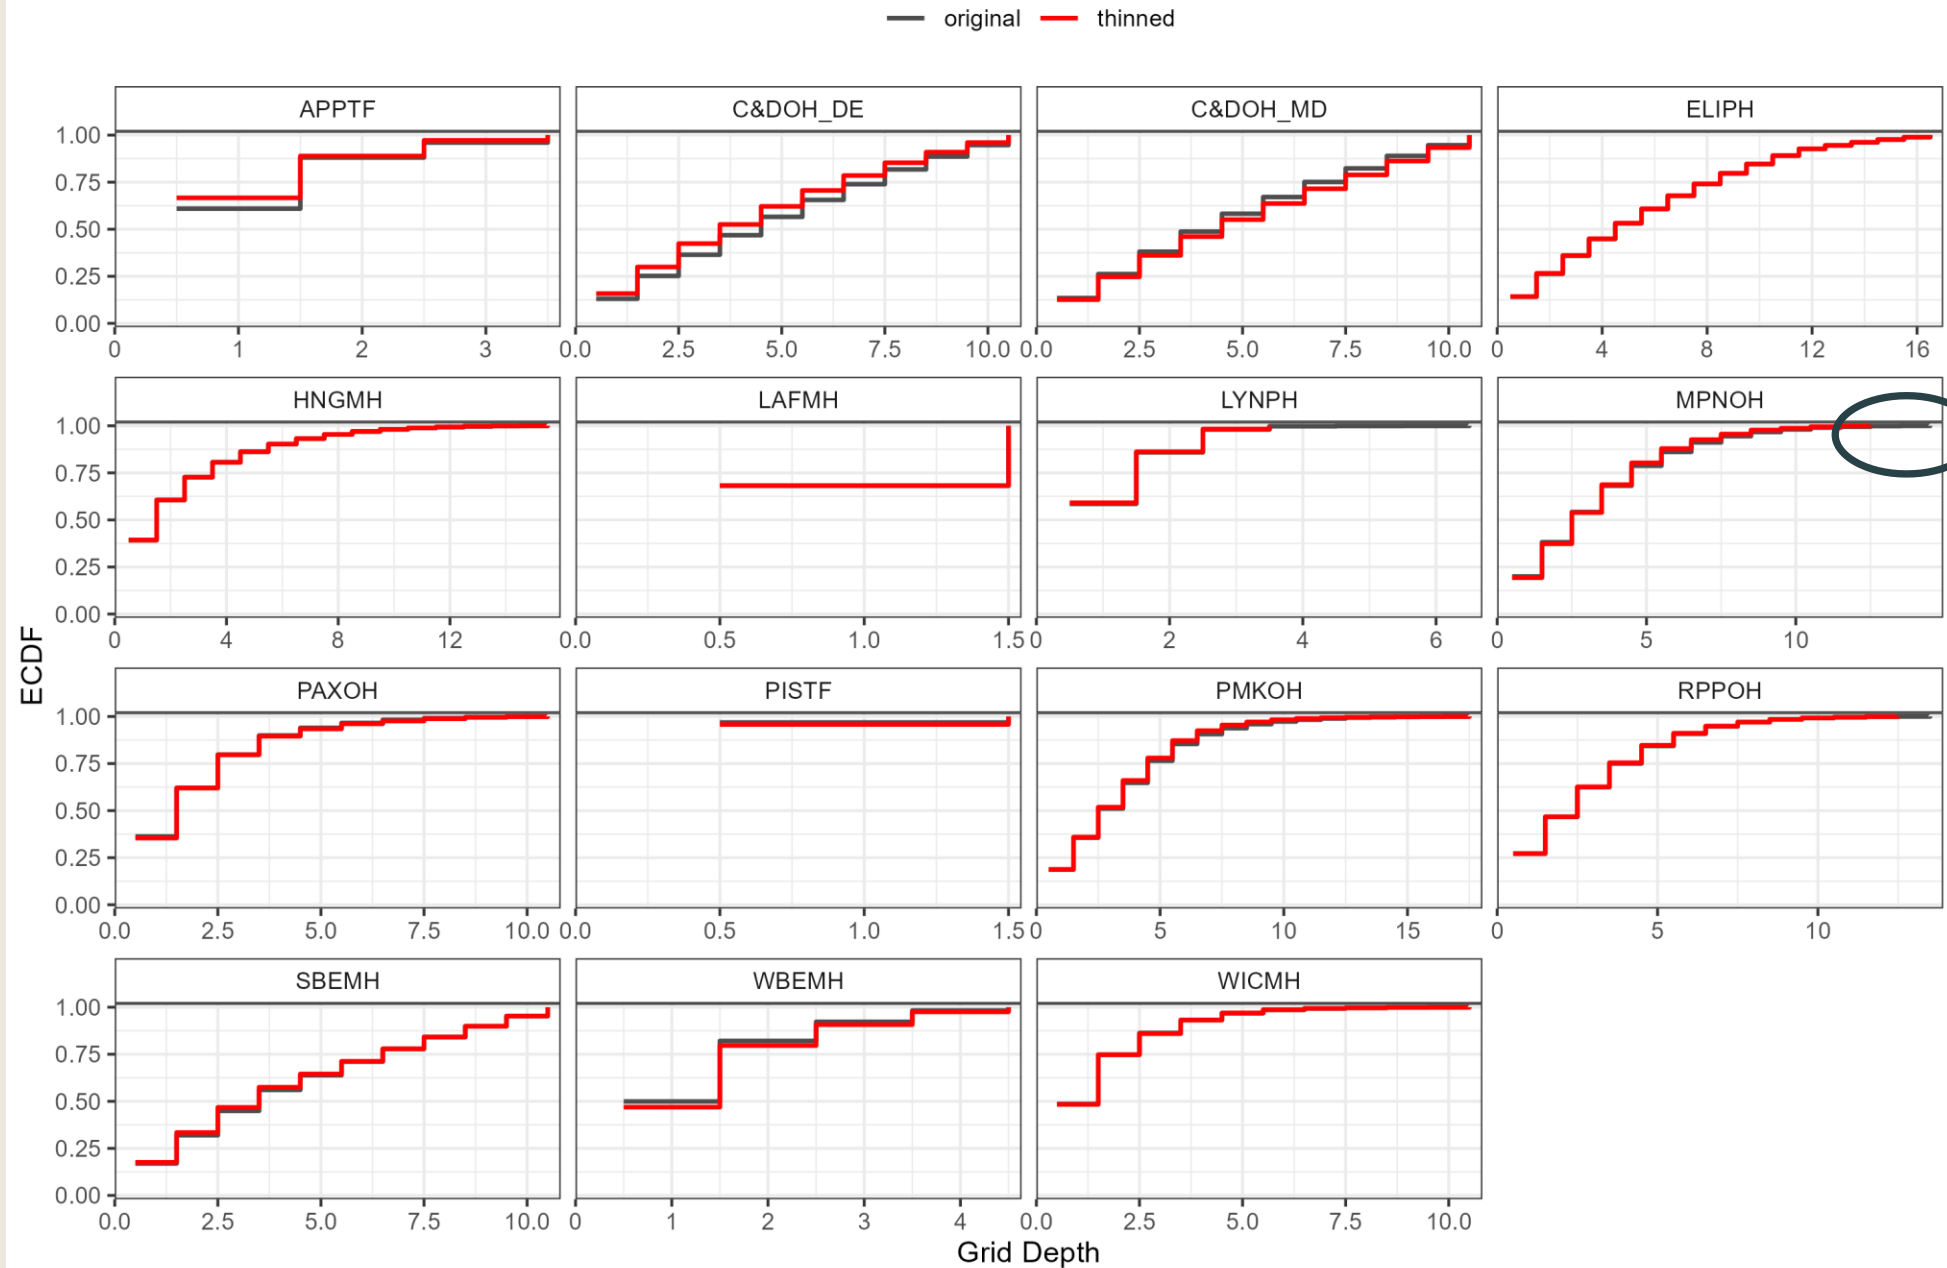 original thinned
APPTF C&DOH_DE C&DOH_MD ELIPH
1.00
0.75
0.50
0.25
0.00
0 1 2 3 0.0 2.5 5.0 7.5 10.0 0.0 2.5 5.0 7.5 10.0 0 4 8 12 16
HNGMH LAFMH LYNPH MPNOH
1.00
0.75
0.50
0.25
0.00
0 4 8 12 0.0 0.5 1.0 1.5 0 2 4 6 0 5 10
ECDF
PAXOH PISTF PMKOH RPPOH
1.00
0.75
0.50
0.25
0.00
0.0 2.5 5.0 7.5 10.0 0.0 0.5 1.0 1.5 0 5 10 15 0 5 10
SBEMH WBEMH WICMH
1.00
0.75
0.50
0.25
0.00
0.0 2.5 5.0 7.5 10.0 0 1 2 3 4 0.0 2.5 5.0 7.5 10.0
Grid Depth